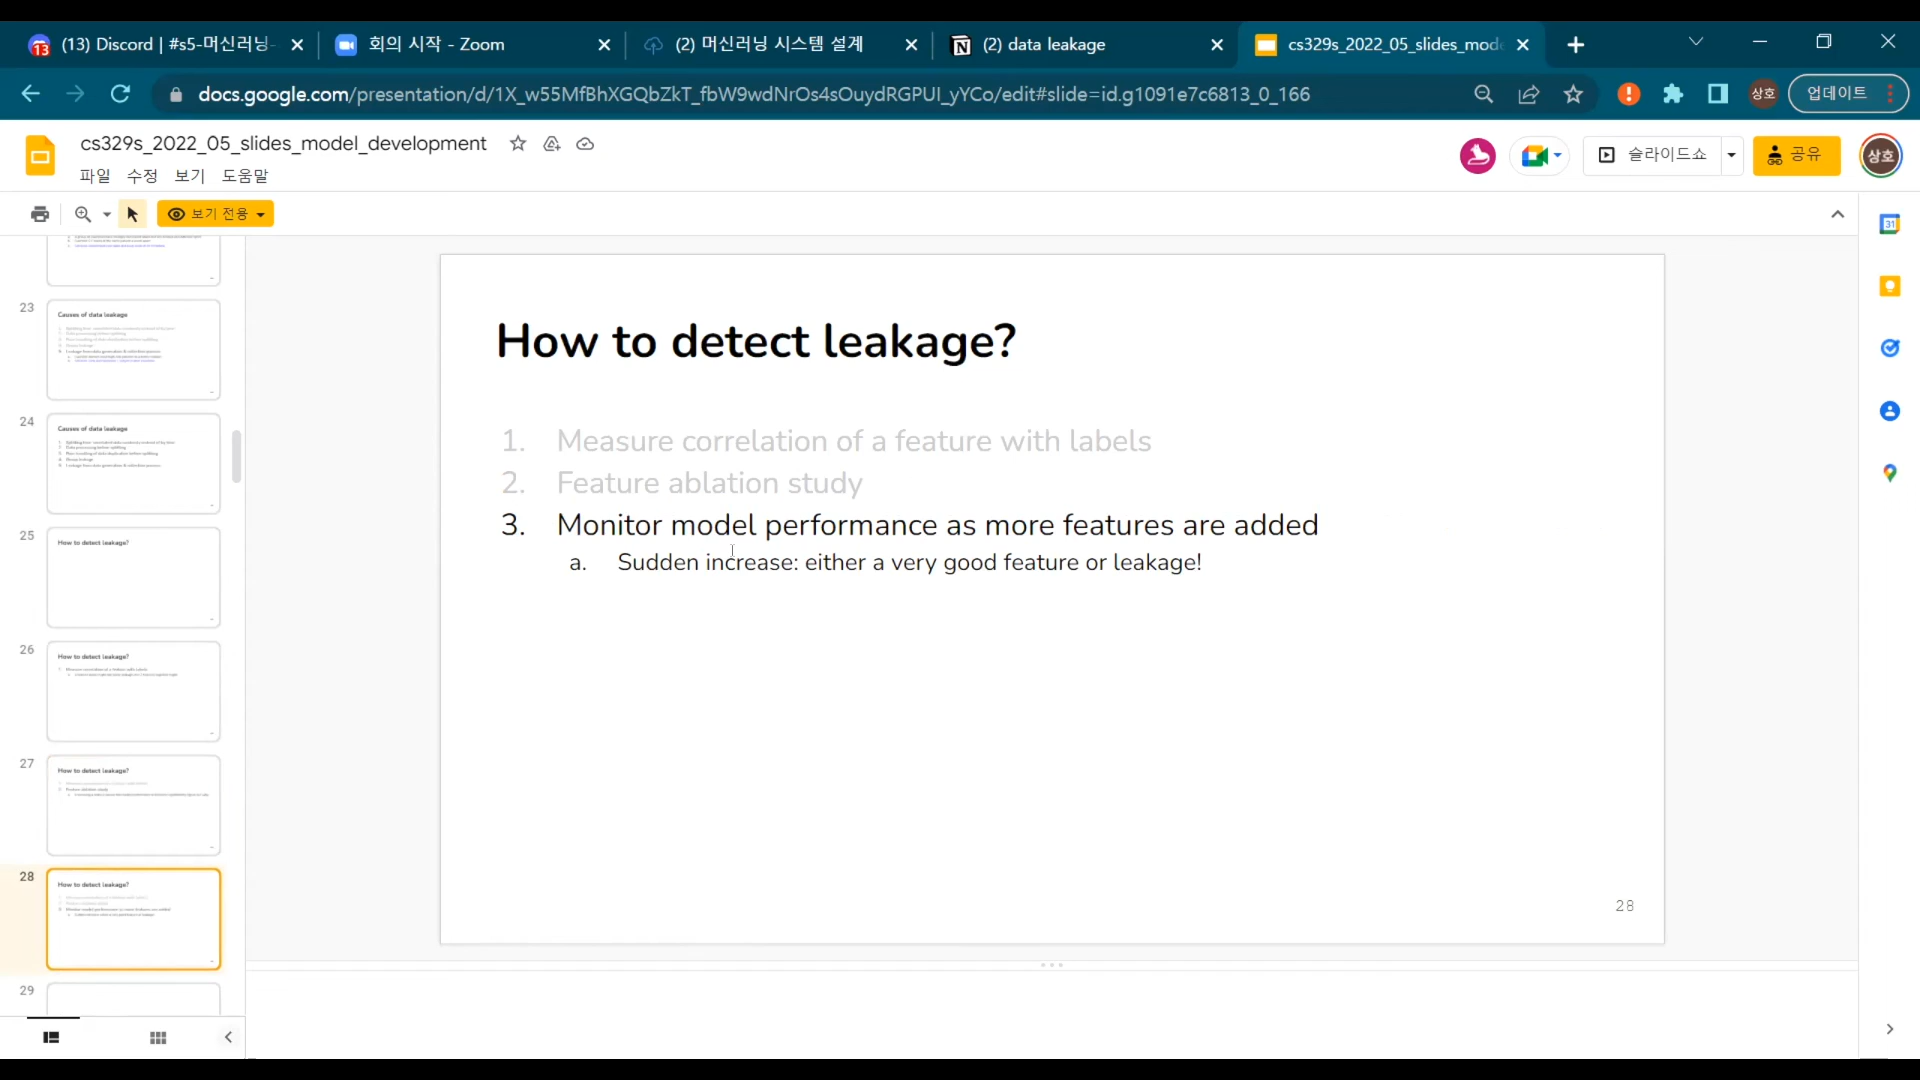 13
(13) Discord | #s5-머신러닝-
회의 시작 - Zoom
(2) 머신러닝 시스템 설계
(2) data leakage
cs329s_2022_05_slides_mod
docs.google.com/presentation/d/1X_w55MfBhXGQbZkT_fbW9wdNrOs4sOuydRGPUI_yYCo/edit#slide=id.g1091e7c6813_0_166
상호
업데이트
cs329s_2022_05_slides_model_development
파일 수정 보기 도움말
슬라이드쇼
공유
상호
보기 전용
31
23
Causes of data leakage
24
Causes of data leakage
25
How to detect leakage?
26
How to detect leakage?
27
How to detect leakage?
28
How to detect leakage?
29
How to detect leakage?
1. Measure correlation of a feature with labels
2. Feature ablation study
3. Monitor model performance as more features are added
a. Sudden increase: either a very good feature or leakage!
28